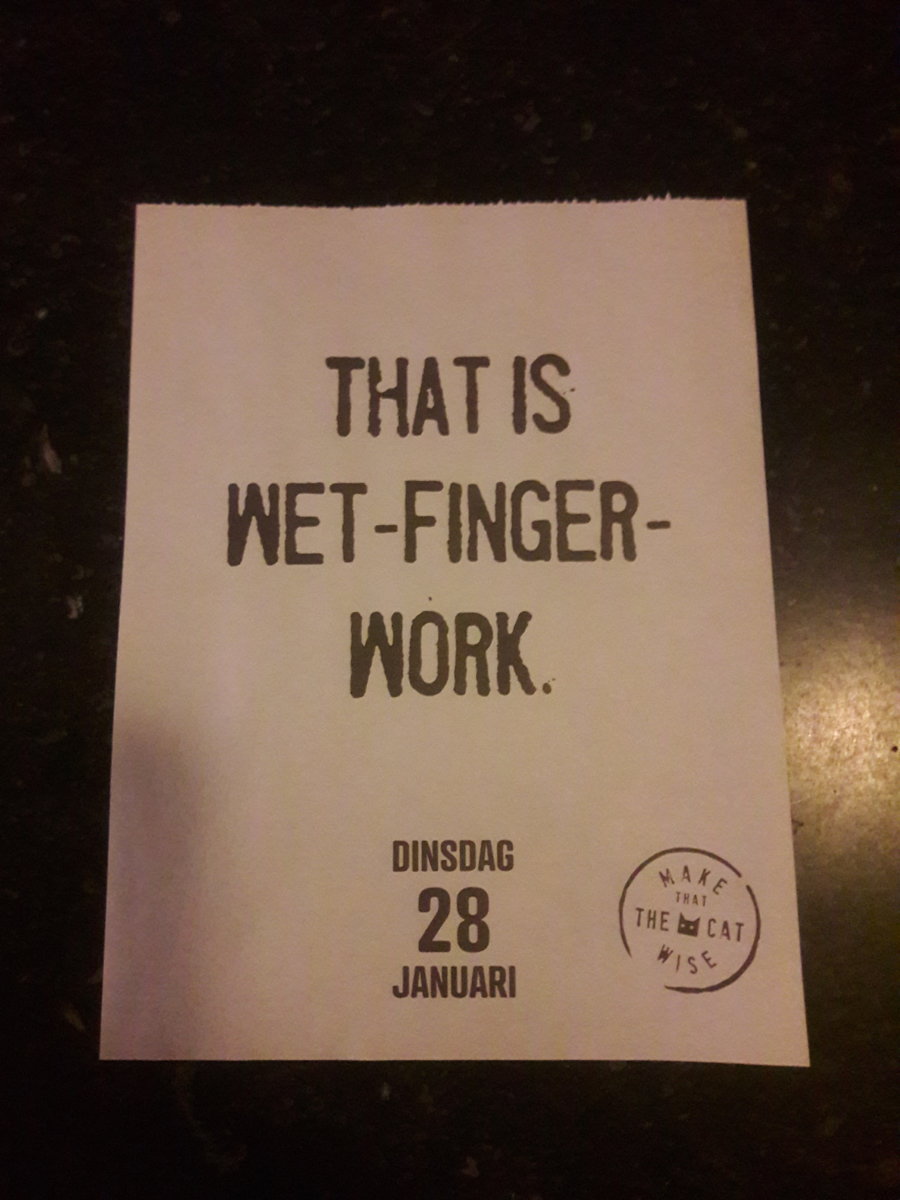 THAT IS
WET-FINGER-
WORK.
DINSDAG
28
JANUARI
MAKE
THAT
THE CAT
WISE